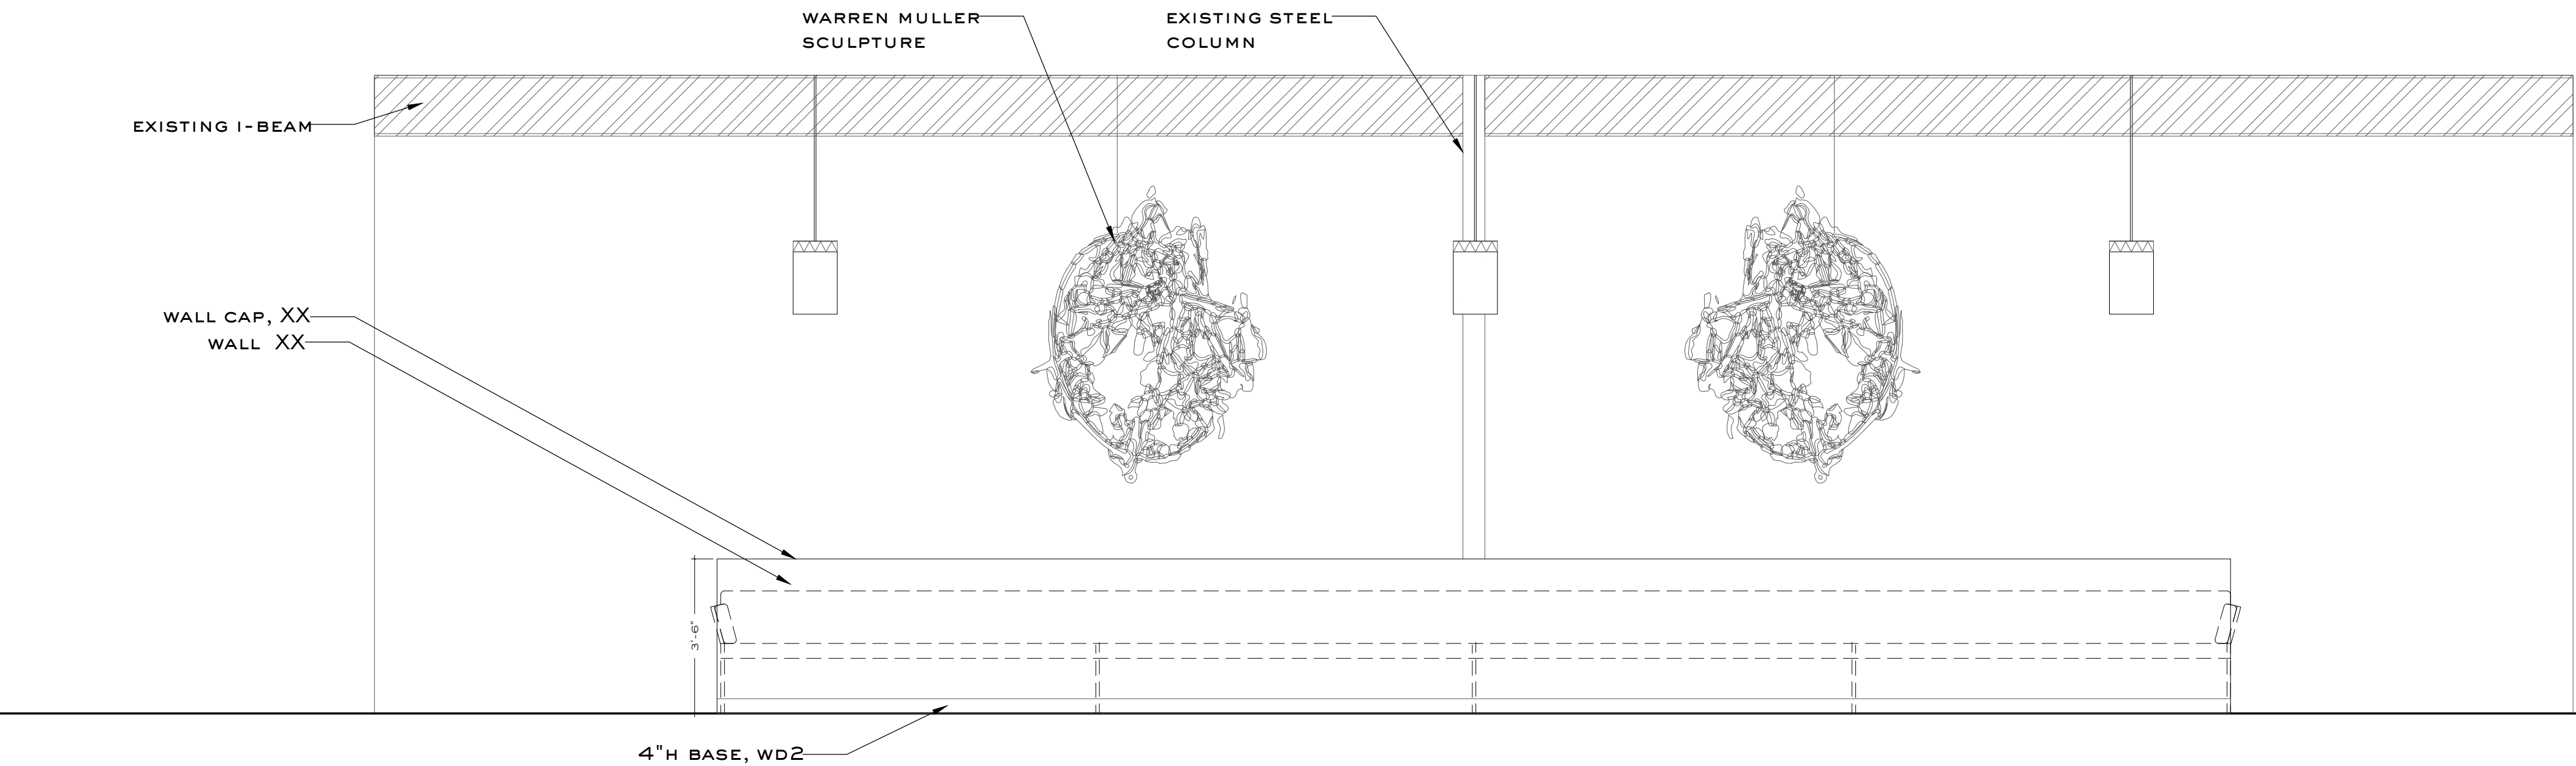 WARREN MULLER
SCULPTURE
EXISTING STEEL
COLUMN
EXISTING I-BEAM
WALL CAP, XX
WALL XX
3'-6"
4"H BASE, WD2